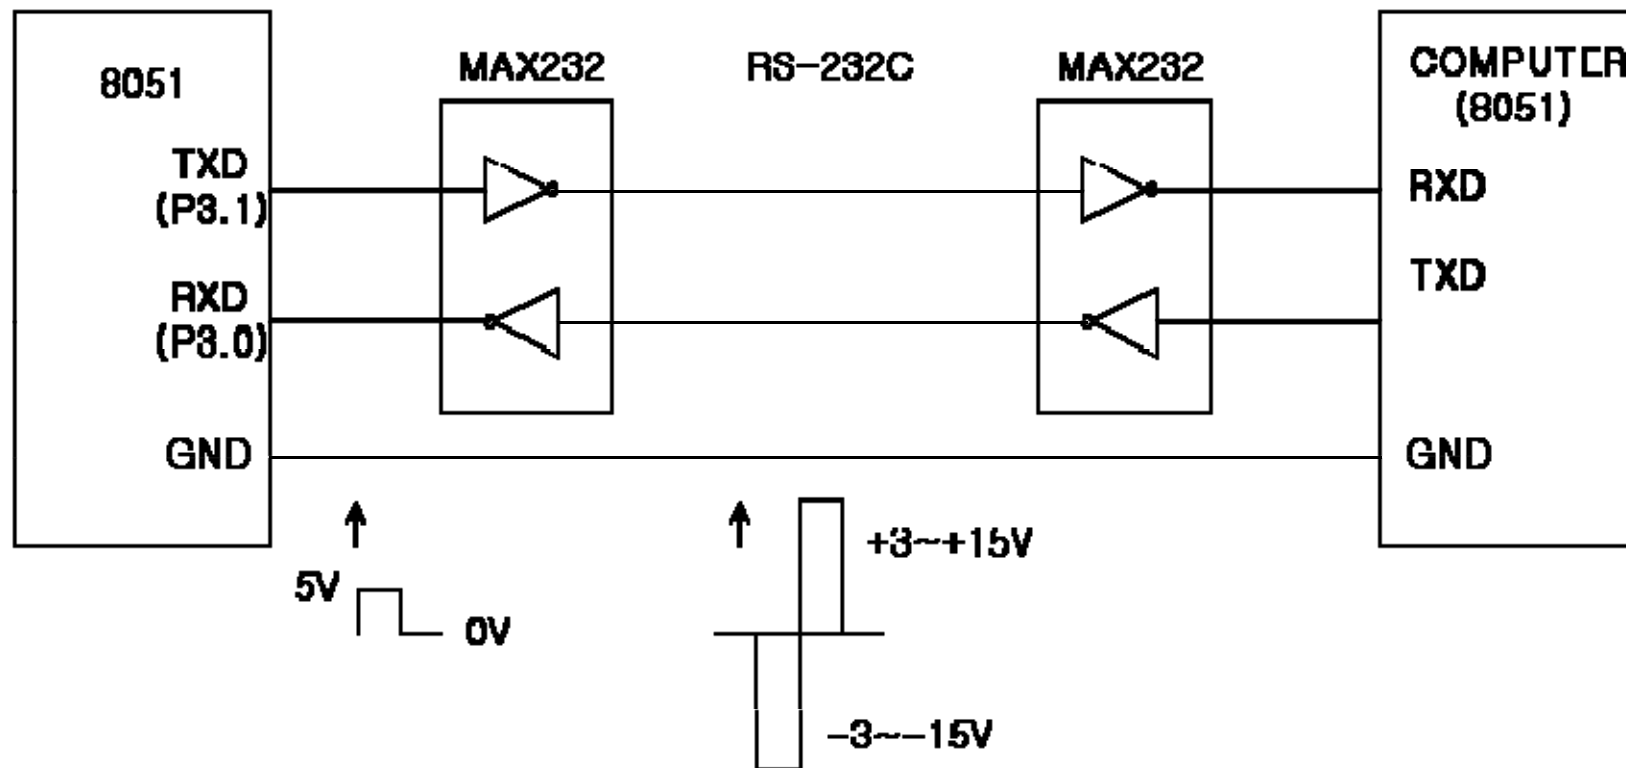 8051
MAX232
RS-232C
MAX232
COMPUTER
(8051)
TXD
(P3.1)
RXD
RXD
(P3.0)
TXD
GND
GND
5V
0V
+3~+15V
-3~-15V